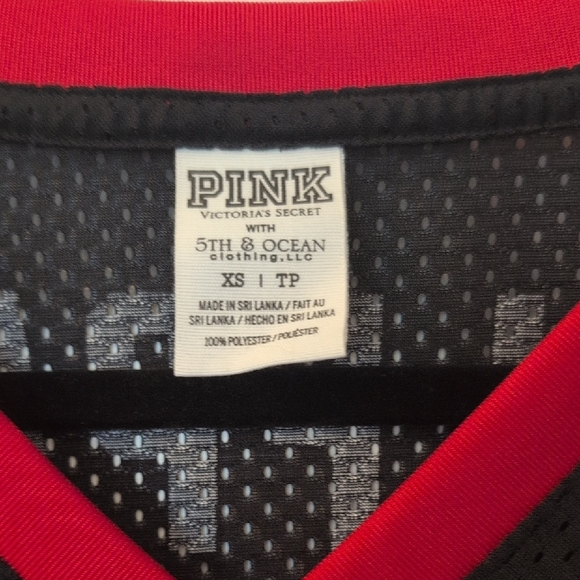 PINK
VICTORIA'S SECRET
WITH
5TH & OCEAN
clothing, LLC
XS | TP
MADE IN SRI LANKA / FAIT AU
SRI LANKA / HECHO EN SRI LANKA
100% POLYESTER / POLIÉSTER